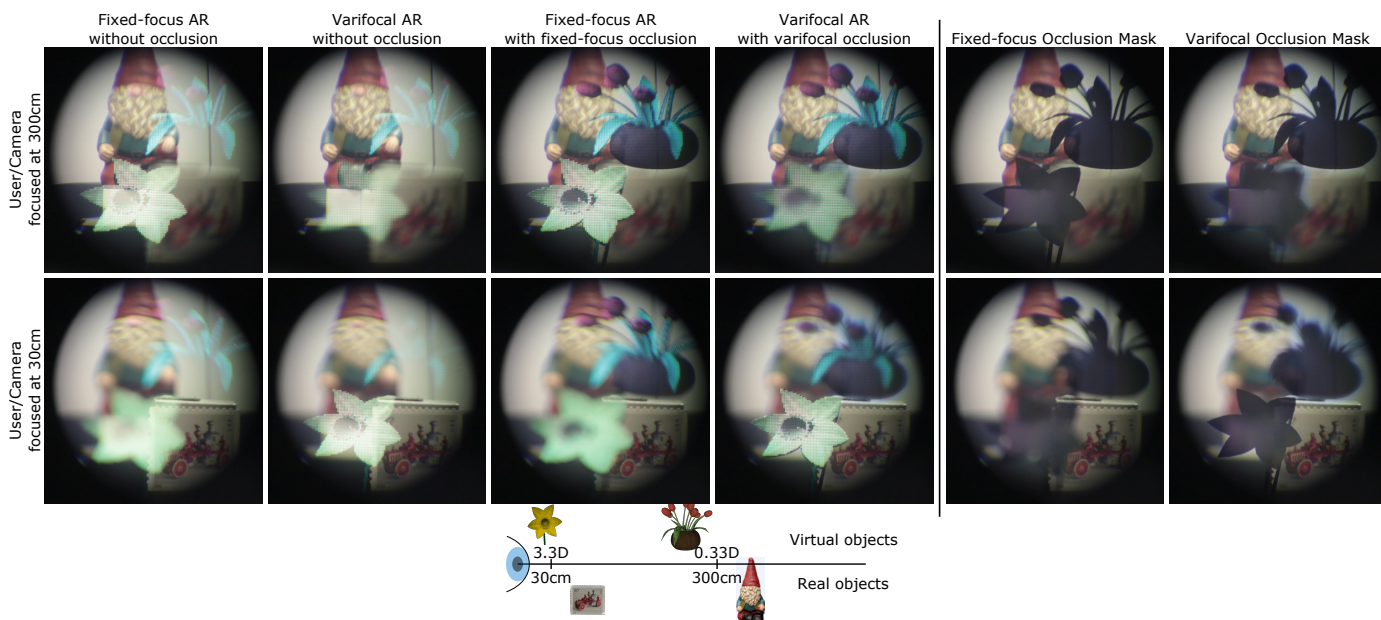 Fixed-focus AR
without occlusion
Varifocal AR
without occlusion
Fixed-focus AR
with fixed-focus occlusion
Varifocal AR
with varifocal occlusion
Fixed-focus Occlusion Mask
Varifocal Occlusion Mask
User/Camera
focused at 300cm
User/Camera
focused at 30cm
3.3D
0.33D
Virtual objects
30cm
300cm
Real objects